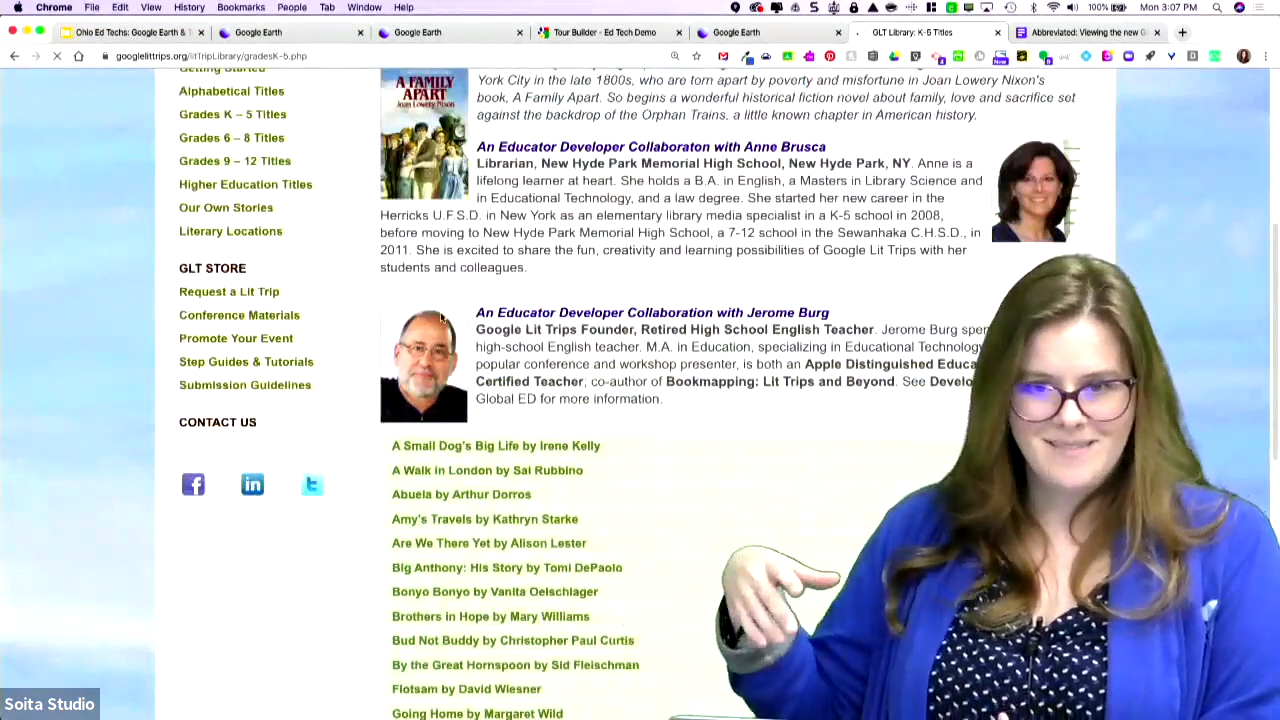 Chrome File Edit View History Bookmarks People Tab Window Help 100% Mon 3:07 PM
Ohio Ed Techs: Google Earth & T Google Earth Google Earth Tour Builder - Ed Tech Demo Google Earth GLT Library: K-5 Titles Abbreviated: Viewing the new G
googlelittrips.org/litTripLibrary/gradesK-5.php
Getting Started
Alphabetical Titles
Grades K – 5 Titles
Grades 6 – 8 Titles
Grades 9 – 12 Titles
Higher Education Titles
Our Own Stories
Literary Locations
GLT STORE
Request a Lit Trip
Conference Materials
Promote Your Event
Step Guides & Tutorials
Submission Guidelines
CONTACT US
A FAMILY
APART
Joan Lowery Nixon
York City in the late 1800s, who are torn apart by poverty and misfortune in Joan Lowery Nixon's
book, A Family Apart. So begins a wonderful historical fiction novel about family, love and sacrifice set
against the backdrop of the Orphan Trains, a little known chapter in American history.
An Educator Developer Collaboraton with Anne Brusca
Librarian, New Hyde Park Memorial High School, New Hyde Park, NY. Anne is a
lifelong learner at heart. She holds a B.A. in English, a Masters in Library Science and
in Educational Technology, and a law degree. She started her new career in the
Herricks U.F.S.D. in New York as an elementary library media specialist in a K-5 school in 2008,
before moving to New Hyde Park Memorial High School, a 7-12 school in the Sewanhaka C.H.S.D., in
2011. She is excited to share the fun, creativity and learning possibilities of Google Lit Trips with her
students and colleagues.
An Educator Developer Collaboration with Jerome Burg
Google Lit Trips Founder, Retired High School English Teacher. Jerome Burg spen
high-school English teacher. M.A. in Education, specializing in Educational Technology
popular conference and workshop presenter, is both an Apple Distinguished Educa
Certified Teacher; co-author of Bookmapping: Lit Trips and Beyond. See Develo
Global ED for more information.
A Small Dog's Big Life by Irene Kelly
A Walk in London by Sal Rubbino
Abuela by Arthur Dorros
Amy's Travels by Kathryn Starke
Are We There Yet by Alison Lester
Big Anthony: His Story by Tomi DePaolo
Bonyo Bonyo by Vanita Oelschlager
Brothers in Hope by Mary Williams
Bud Not Buddy by Christopher Paul Curtis
By the Great Hornspoon by Sid Fleischman
Flotsam by David Wiesner
Going Home by Margaret Wild
Soita Studio